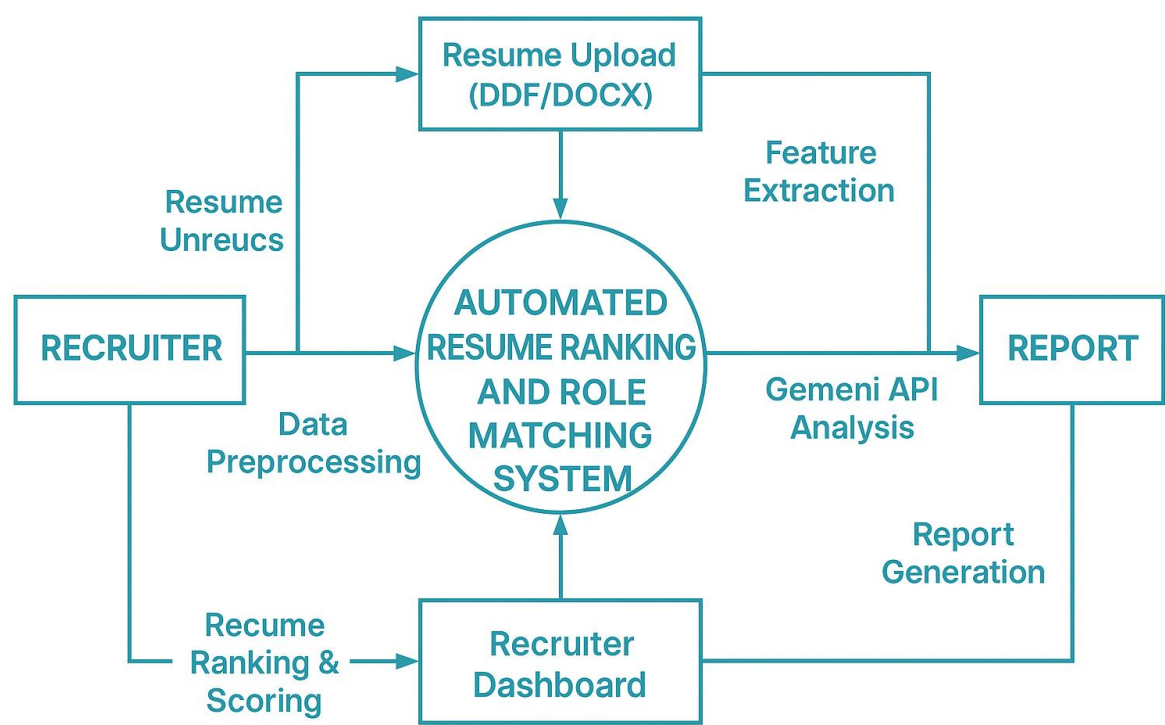 Resume Upload
(DDF/DOCX)
Feature
Extraction
Resume
Unreucs
RECRUITER
AUTOMATED
RESUME RANKING
AND ROLE
MATCHING
SYSTEM
REPORT
Gemeni API
Analysis
Data
Preprocessing
Report
Generation
Recume
Ranking &
Scoring
Recruiter
Dashboard